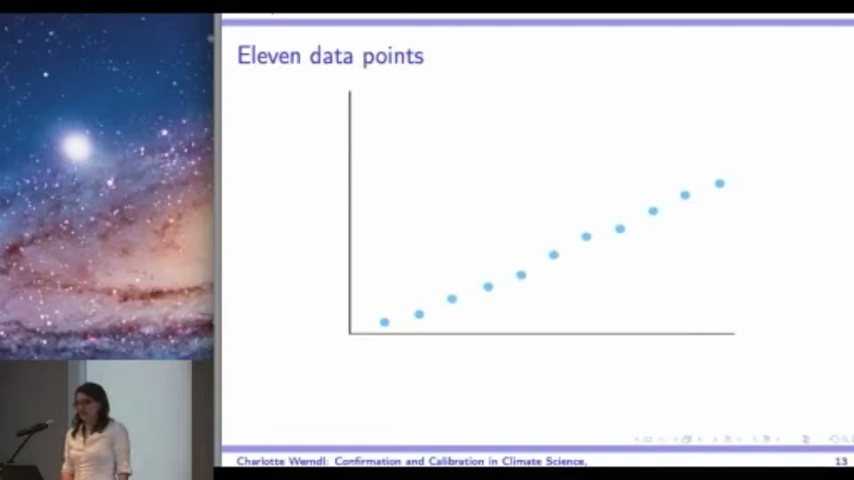 Eleven data points
Charlotte Werndl: Confirmation and Calibration in Climate Science,
13